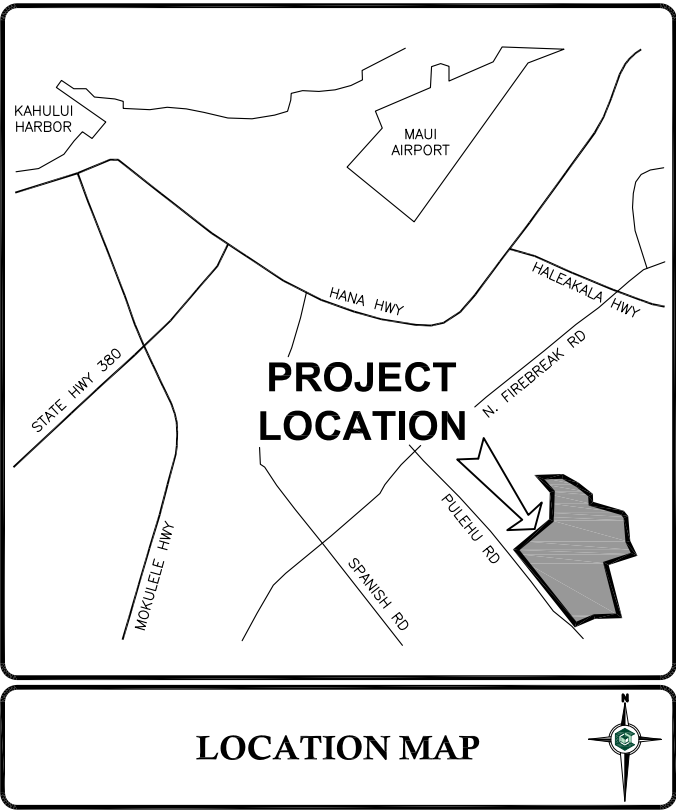 KAHULUI
HARBOR
MAUI
AIRPORT
HANA HWY
HALEAKALA HWY
STATE HWY 380
N. FIREBREAK RD
PROJECT
LOCATION
PULEHU RD
MOKULELE HWY
SPANISH RD
N
LOCATION MAP